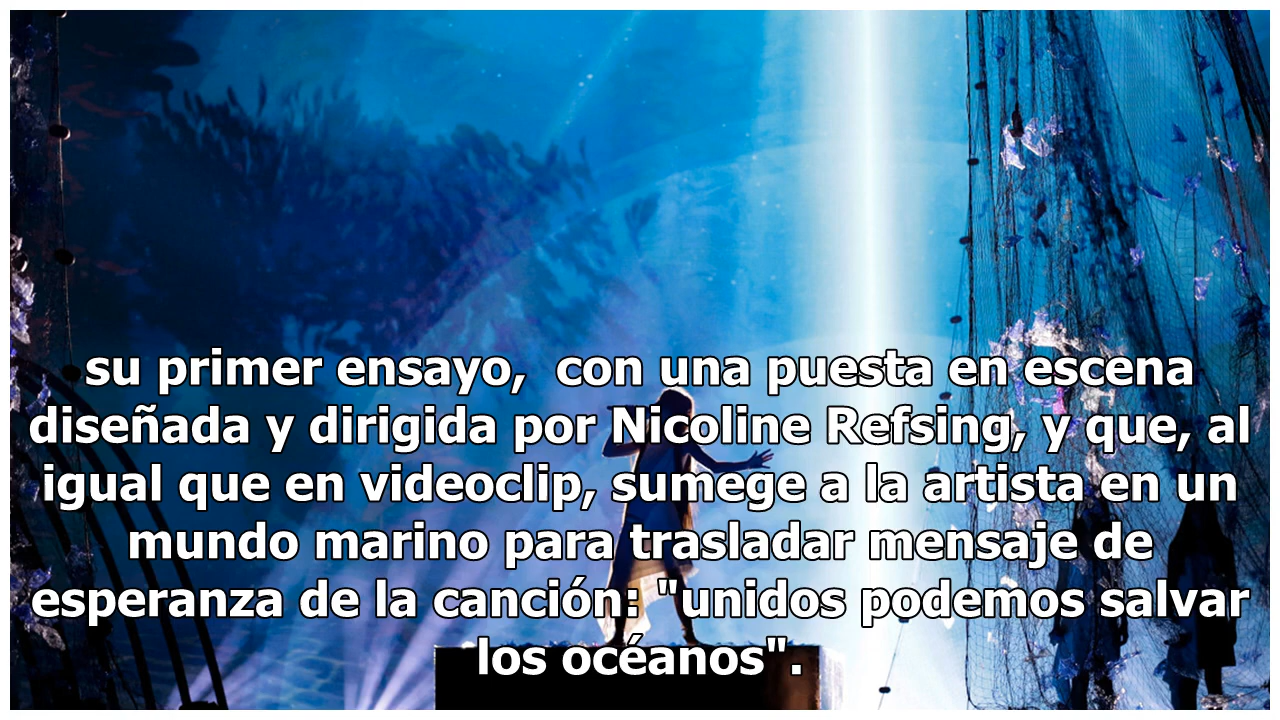 su primer ensayo,  con una puesta en escena
diseñada y dirigida por Nicoline Refsing, y que, al
igual que en videoclip, sumege a la artista en un
mundo marino para trasladar mensaje de
esperanza de la canción: "unidos podemos salvar
los océanos".